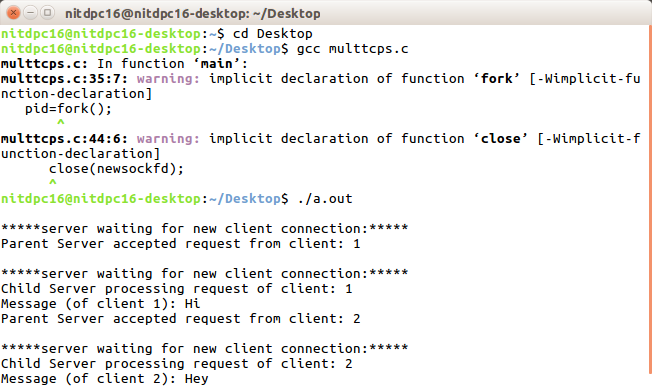 nitdpc16@nitdpc16-desktop: ~/Desktop
nitdpc16@nitdpc16-desktop:~$ cd Desktop
nitdpc16@nitdpc16-desktop:~/Desktop$ gcc multtcps.c
multtcps.c: In function ‘main’:
multtcps.c:35:7: warning: implicit declaration of function ‘fork’ [-Wimplicit-fu
nction-declaration]
pid=fork();
^
multtcps.c:44:6: warning: implicit declaration of function ‘close’ [-Wimplicit-f
unction-declaration]
close(newsockfd);
^
nitdpc16@nitdpc16-desktop:~/Desktop$ ./a.out
*****server waiting for new client connection:*****
Parent Server accepted request from client: 1
*****server waiting for new client connection:*****
Child Server processing request of client: 1
Message (of client 1): Hi
Parent Server accepted request from client: 2
*****server waiting for new client connection:*****
Child Server processing request of client: 2
Message (of client 2): Hey